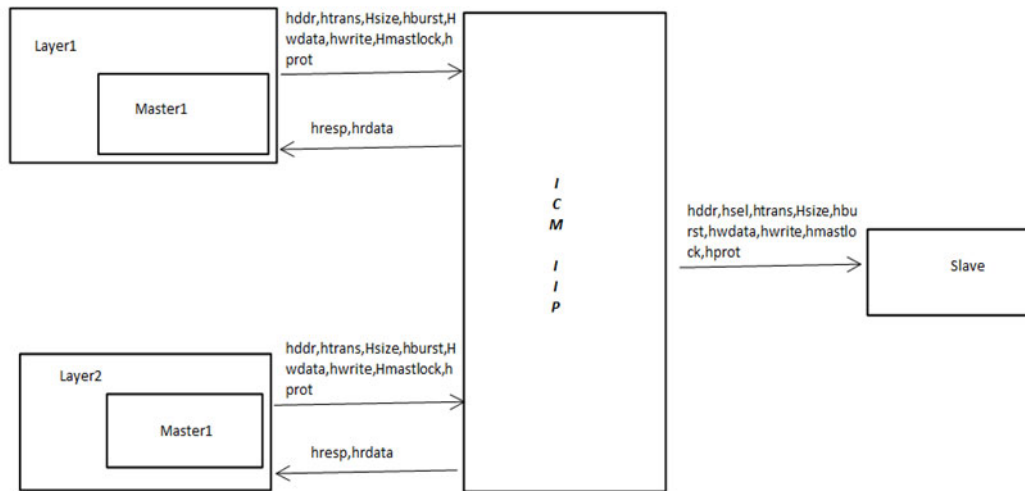 hddr,htrans,Hsize,hburst,H
wdata,hwrite,Hmastlock,h
prot
Layer1
Master1
hresp,hrdata
I
C
M
I
I
P
hddr,hsel,htrans,Hsize,hbu
rst,hwdata,hwrite,hmastlo
ck,hprot
Slave
hddr,htrans,Hsize,hburst,H
wdata,hwrite,Hmastlock,h
prot
Layer2
Master1
hresp,hrdata